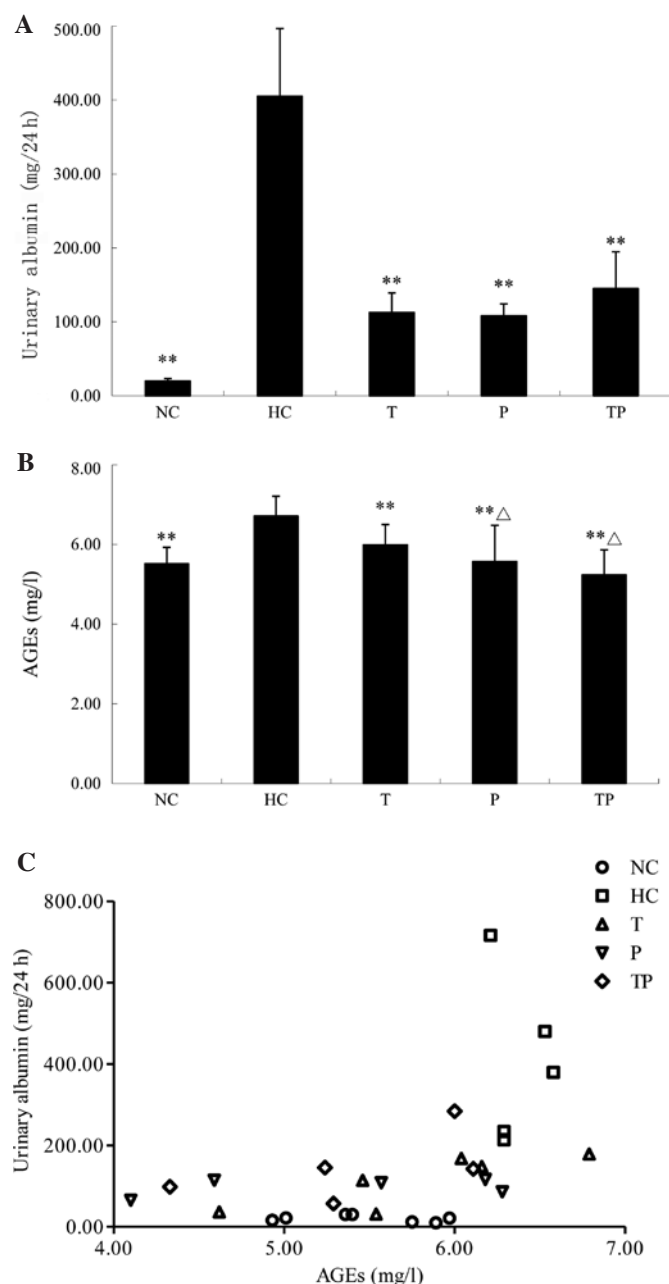 A
Urinary albumin (mg/24 h)
500.00
400.00
300.00
200.00
100.00
0.00
**
**
**
**
NC
HC
T
P
TP
B
AGEs (mg/l)
8.00
6.00
4.00
2.00
0.00
**
**
**△
**△
NC
HC
T
P
TP
C
NC
HC
T
P
TP
Urinary albumin (mg/24 h)
800.00
600.00
400.00
200.00
0.00
4.00
5.00
6.00
7.00
AGEs (mg/l)